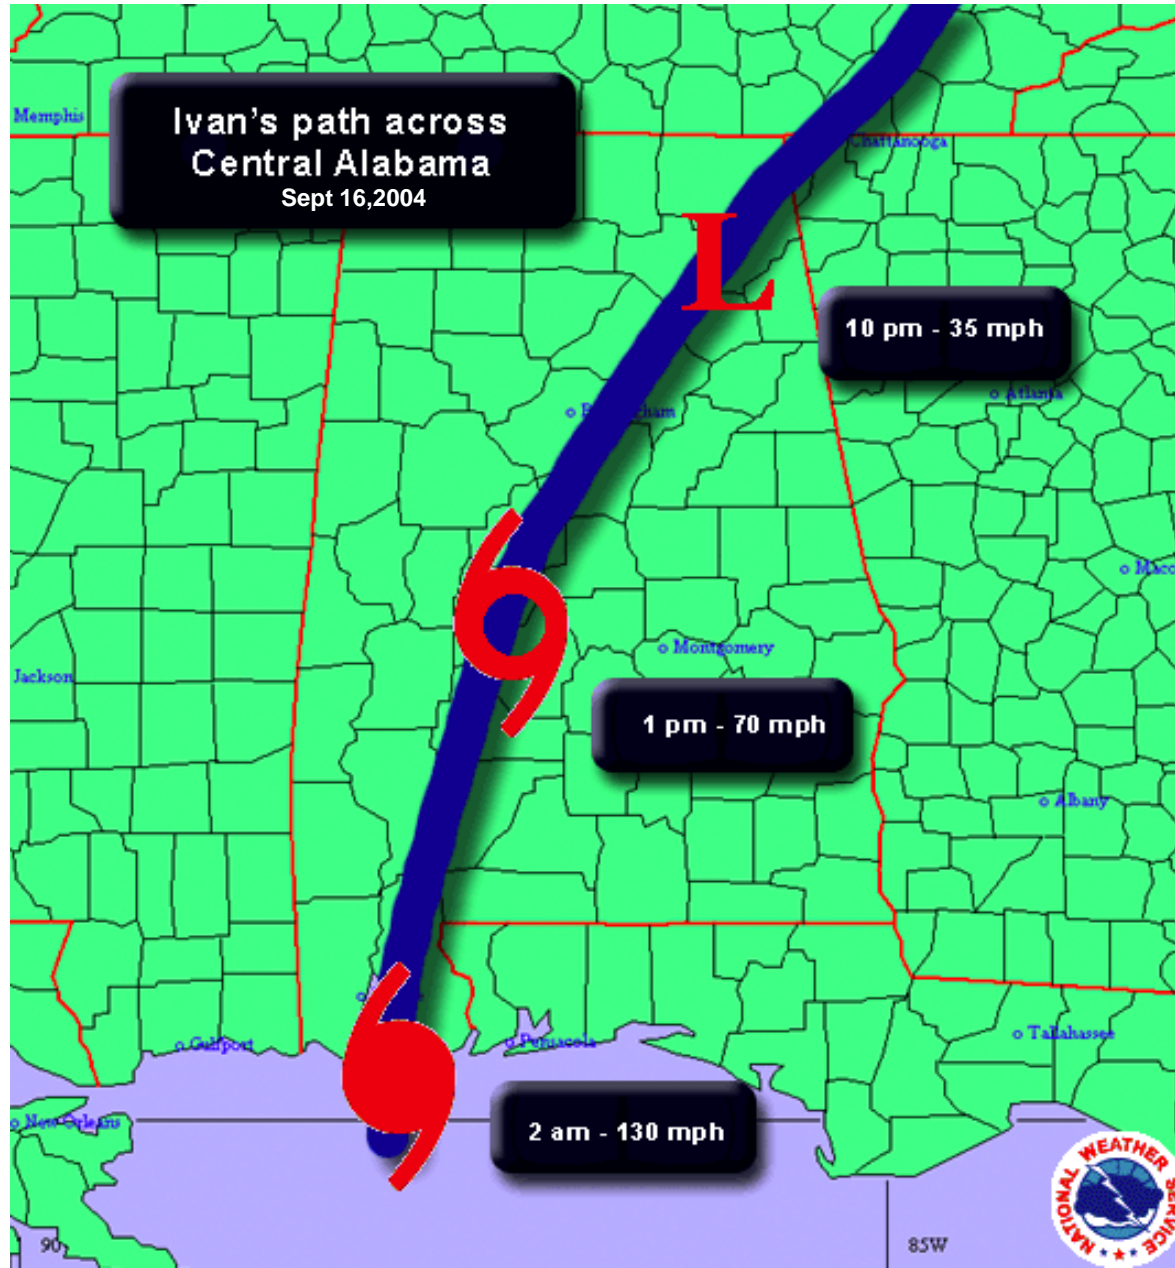 Ivan's path across
Central Alabama
Sept 16,2004
Memphis
Chattanooga
10 pm - 35 mph
Atlanta
Jackson
Montgomery
1 pm - 70 mph
Albany
Gulfport
Pensacola
Tallahassee
New Orleans
2 am - 130 mph
90
85W
NATIONAL WEATHER SERVICE